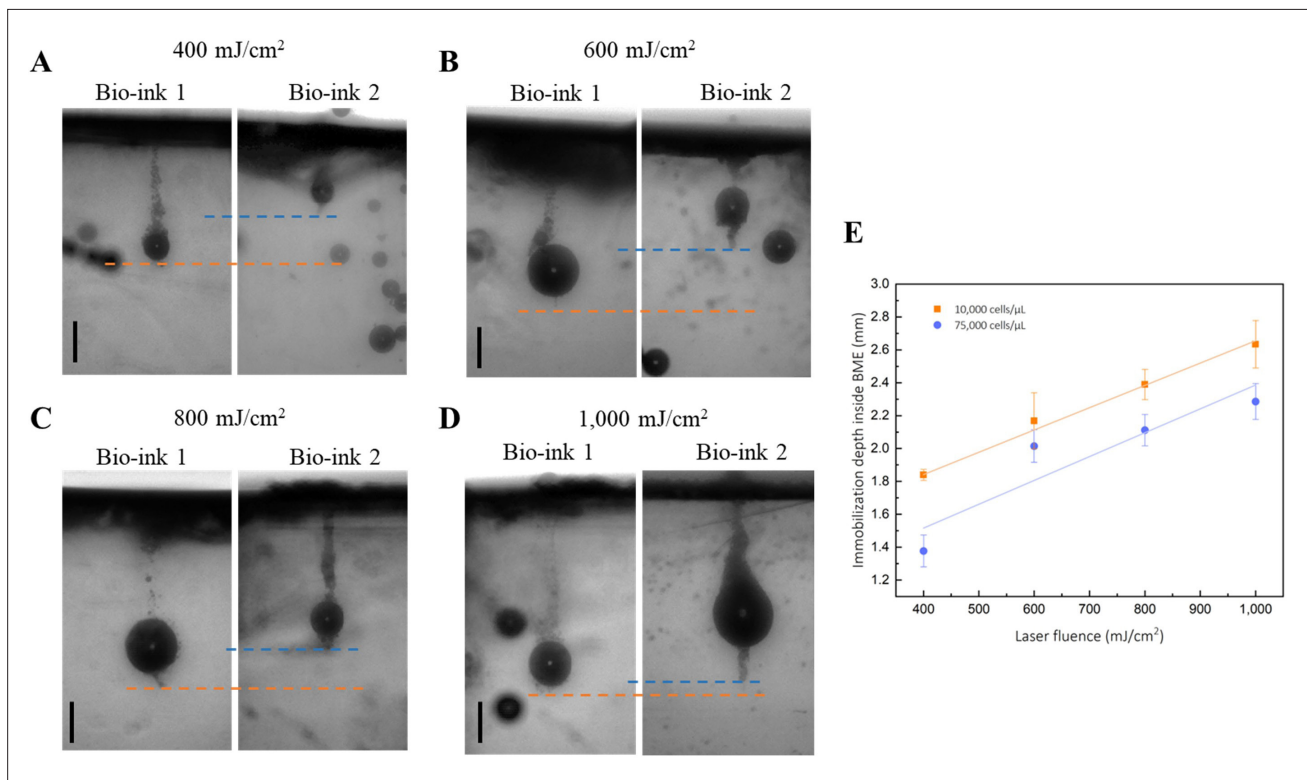 A
400 mJ/cm²
Bio-ink 1
Bio-ink 2
B
600 mJ/cm²
Bio-ink 1
Bio-ink 2
C
800 mJ/cm²
Bio-ink 1
Bio-ink 2
D
1,000 mJ/cm²
Bio-ink 1
Bio-ink 2
E
Immobilization depth inside BME (mm)
3.0
2.8
2.6
2.4
2.2
2.0
1.8
1.6
1.4
1.2
10,000 cells/µL
75,000 cells/µL
400 500 600 700 800 900 1,000
Laser fluence (mJ/cm²)